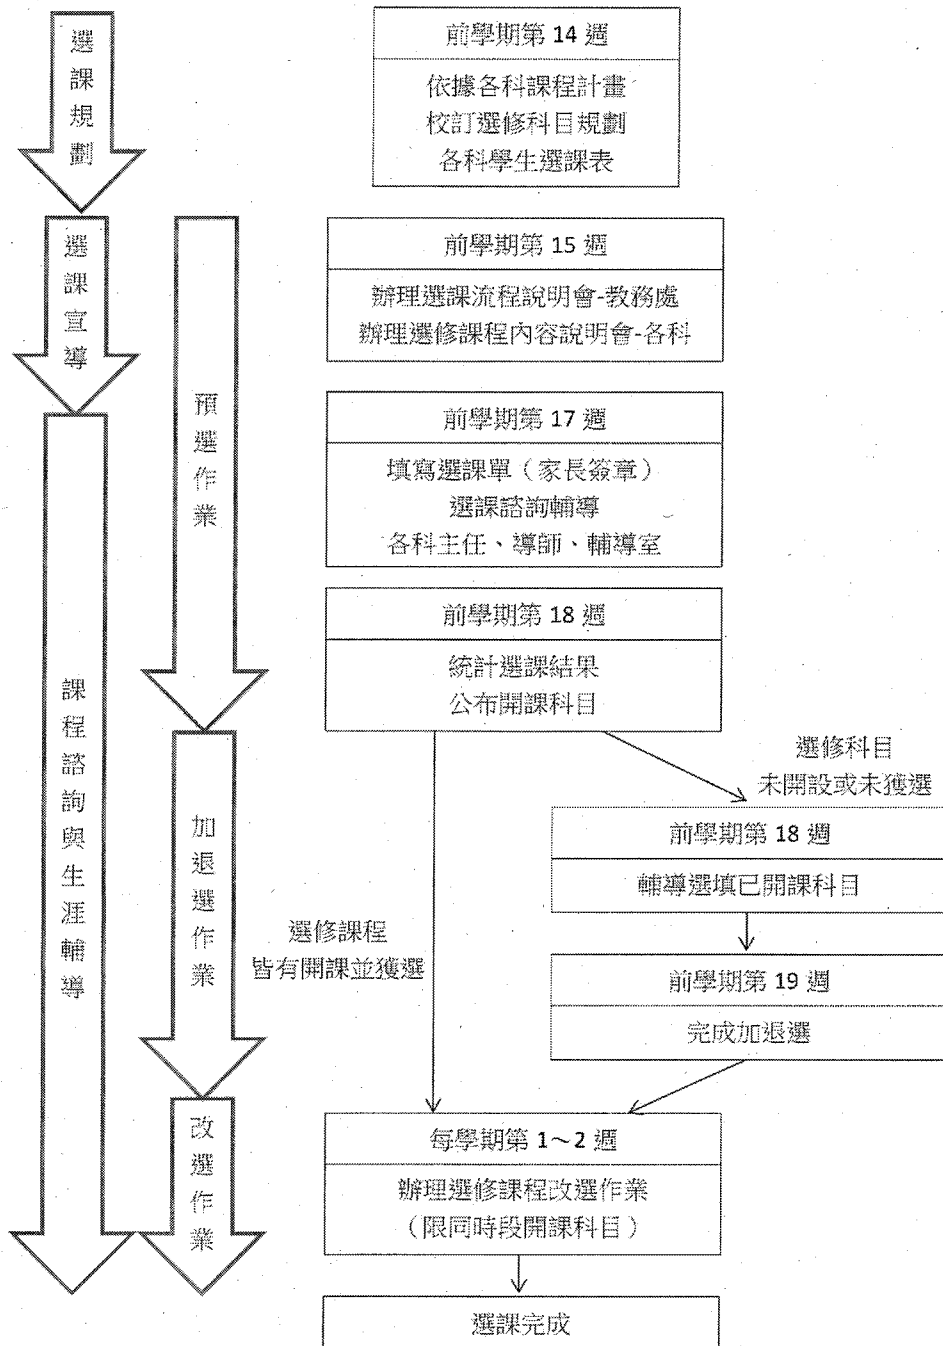 選課規劃
前學期第 14 週
依據各科課程計畫
校訂選修科目規劃
各科學生選課表
選課宣導
預選作業
前學期第 15 週
辦理選課流程說明會-教務處
辦理選修課程內容說明會-各科
課程諮詢與生涯輔導
前學期第 17 週
填寫選課單（家長簽章）
選課諮詢輔導
各科主任、導師、輔導室
前學期第 18 週
統計選課結果
公布開課科目
加退選作業
選修科目
未開設或未獲選
前學期第 18 週
輔導選填已開課科目
選修課程
皆有開課並獲選
前學期第 19 週
完成加退選
改選作業
每學期第 1～2 週
辦理選修課程改選作業
（限同時段開課科目）
選課完成